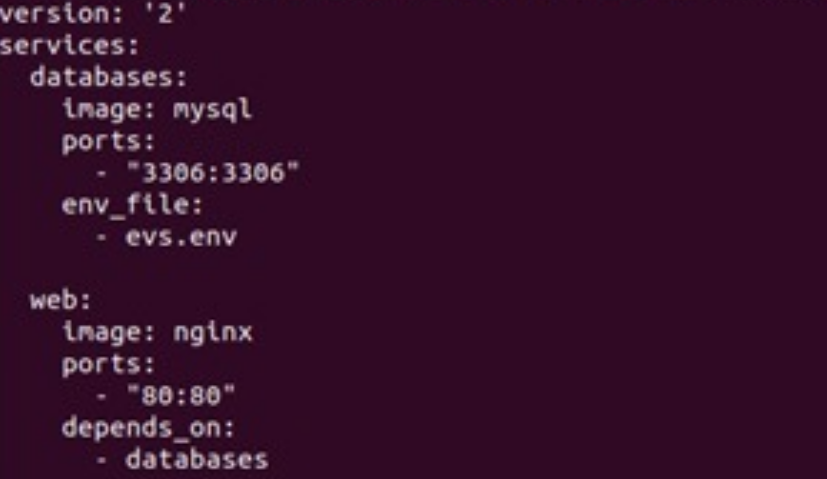 version: '2'
services:
  databases:
    image: mysql
    ports:
      - "3306:3306"
    env_file:
      - evs.env

  web:
    image: nginx
    ports:
      - "80:80"
    depends_on:
      - databases